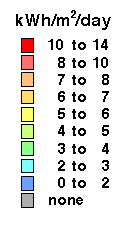 kWh/m²/day
10 to 14
8 to 10
7 to 8
6 to 7
5 to 6
4 to 5
3 to 4
2 to 3
0 to 2
none